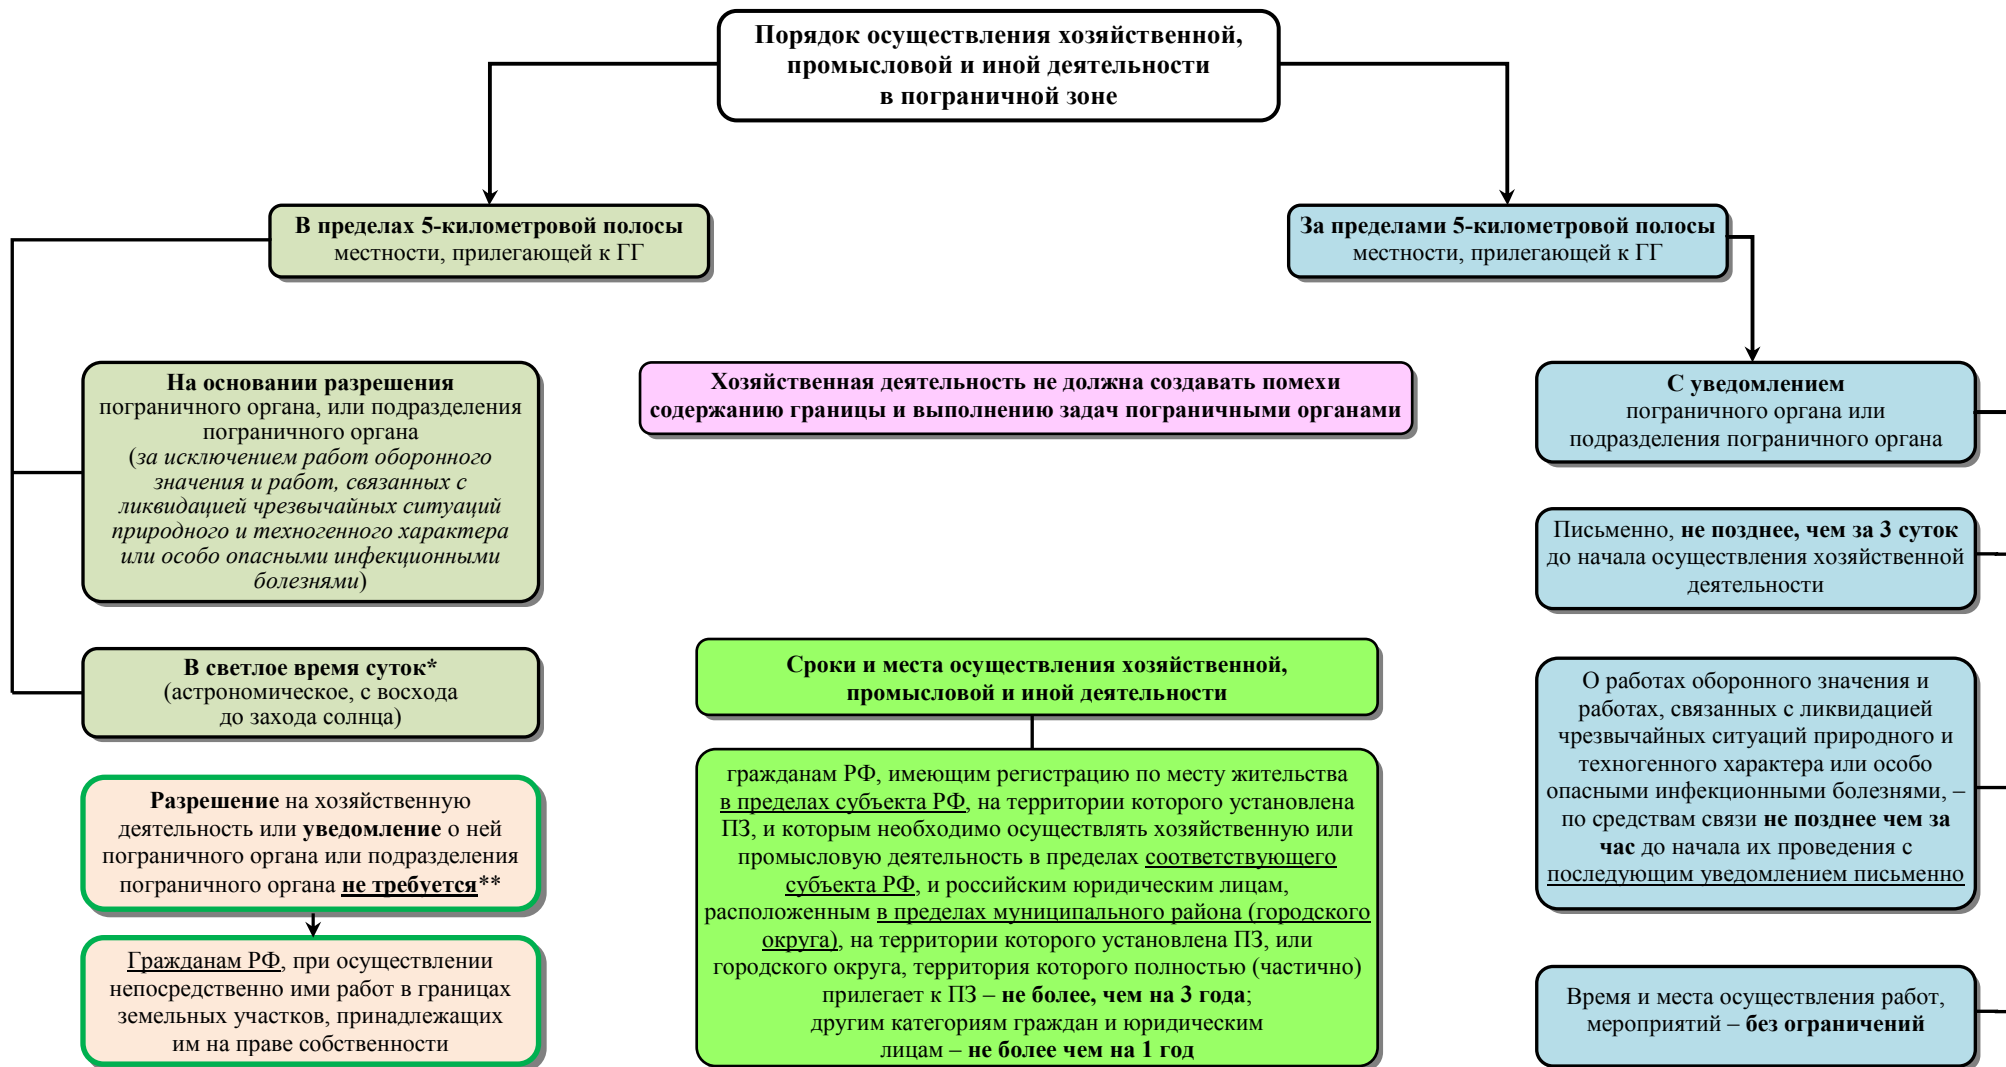 Порядок осуществления хозяйственной,
промысловой и иной деятельности
в пограничной зоне
В пределах 5-километровой полосы
местности, прилегающей к ГГ
За пределами 5-километровой полосы
местности, прилегающей к ГГ
На основании разрешения
пограничного органа, или подразделения
пограничного органа
(за исключением работ оборонного
значения и работ, связанных с
ликвидацией чрезвычайных ситуаций
природного и техногенного характера
или особо опасными инфекционными
болезнями)
Хозяйственная деятельность не должна создавать помехи
содержанию границы и выполнению задач пограничными органами
С уведомлением
пограничного органа или
подразделения пограничного органа
Письменно, не позднее, чем за 3 суток
до начала осуществления хозяйственной
деятельности
В светлое время суток*
(астрономическое, с восхода
до захода солнца)
Сроки и места осуществления хозяйственной,
промысловой и иной деятельности
О работах оборонного значения и
работах, связанных с ликвидацией
чрезвычайных ситуаций природного и
техногенного характера или особо
опасными инфекционными болезнями, –
по средствам связи не позднее чем за
час до начала их проведения с
последующим уведомлением письменно
Разрешение на хозяйственную
деятельность или уведомление о ней
пограничного органа или подразделения
пограничного органа не требуется**
гражданам РФ, имеющим регистрацию по месту жительства
в пределах субъекта РФ, на территории которого установлена
ПЗ, и которым необходимо осуществлять хозяйственную или
промысловую деятельность в пределах соответствующего
субъекта РФ, и российским юридическим лицам,
расположенным в пределах муниципального района (городского
округа), на территории которого установлена ПЗ, или
городского округа, территория которого полностью (частично)
прилегает к ПЗ – не более, чем на 3 года;
другим категориям граждан и юридическим
лицам – не более чем на 1 год
Гражданам РФ, при осуществлении
непосредственно ими работ в границах
земельных участков, принадлежащих
им на праве собственности
Время и места осуществления работ,
мероприятий – без ограничений